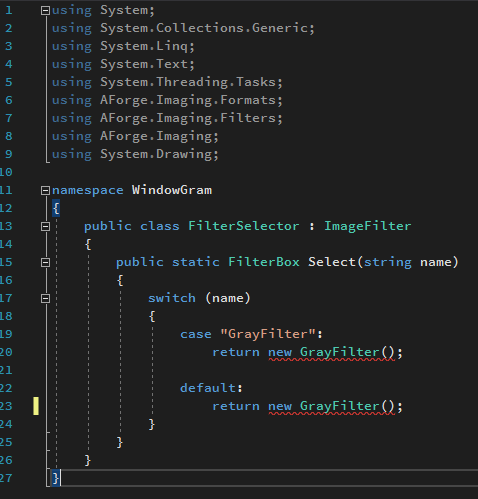 1 using System;
2 using System.Collections.Generic;
3 using System.Linq;
4 using System.Text;
5 using System.Threading.Tasks;
6 using AForge.Imaging.Formats;
7 using AForge.Imaging.Filters;
8 using AForge.Imaging;
9 using System.Drawing;
10
11 namespace WindowGram
12 {
13     public class FilterSelector : ImageFilter
14     {
15         public static FilterBox Select(string name)
16         {
17             switch (name)
18             {
19                 case "GrayFilter":
20                     return new GrayFilter();
21
22                 default:
23                     return new GrayFilter();
24             }
25         }
26     }
27 }